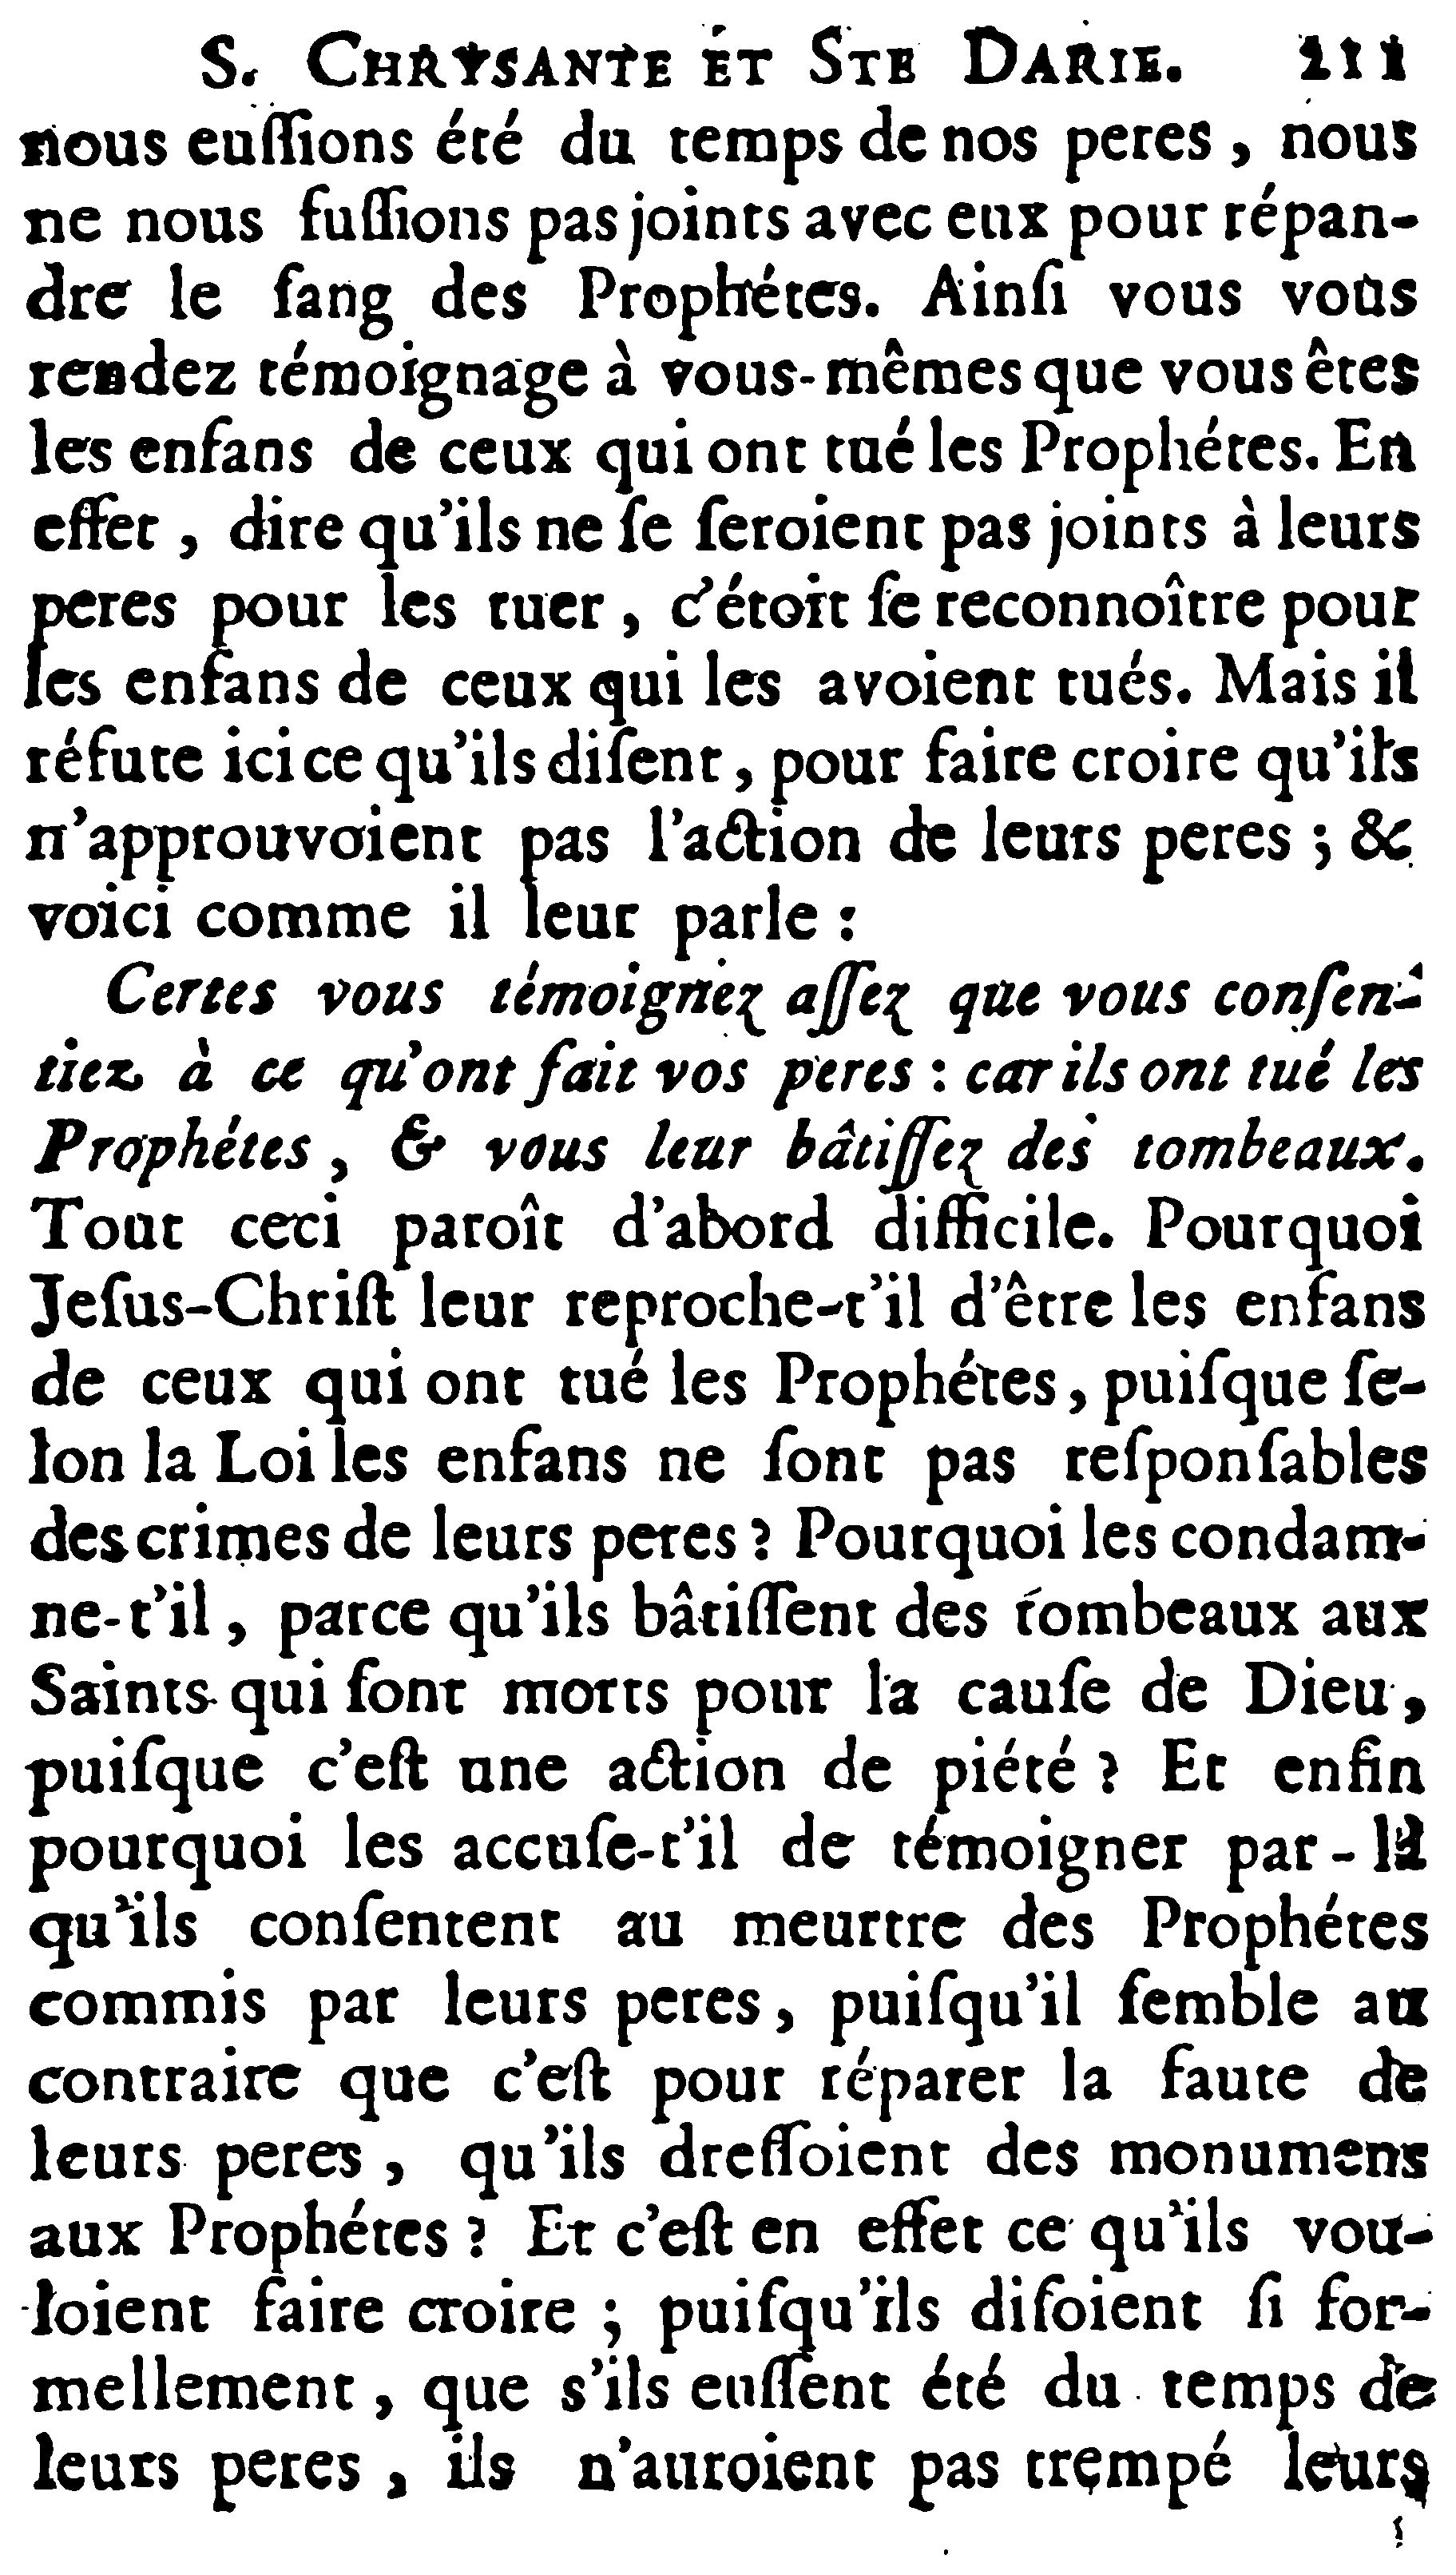 S. CHRYSANTE ET STE DARIE. 211
nous euſſions été du temps de nos peres, nous
ne nous fuſſions pas joints avec eux pour répan-
dre le ſang des Prophétes. Ainſi vous vous
rendez témoignage à vous-mêmes que vous êtes
les enfans de ceux qui ont tué les Prophétes. En
effet, dire qu'ils ne ſe ſeroient pas joints à leurs
peres pour les tuer, c'étoit ſe reconnoître pour
les enfans de ceux qui les avoient tués. Mais il
réfute ici ce qu'ils diſent, pour faire croire qu'ils
n'approuvoient pas l'action de leurs peres; &
voici comme il leur parle:
Certes vous témoignez aſſez que vous conſen-
tiez à ce qu'ont fait vos peres: car ils ont tué les
Prophétes, & vous leur bâtiſſez des tombeaux.
Tout ceci paroît d'abord difficile. Pourquoi
Jeſus-Chriſt leur reproche-t'il d'être les enfans
de ceux qui ont tué les Prophétes, puiſque ſe-
lon la Loi les enfans ne ſont pas reſponſables
des crimes de leurs peres? Pourquoi les condam-
ne-t'il, parce qu'ils bâtiſſent des tombeaux aux
Saints qui ſont morts pour la cauſe de Dieu,
puiſque c'eſt une action de piété? Et enfin
pourquoi les accuſe-t'il de témoigner par-là
qu'ils conſentent au meurtre des Prophétes
commis par leurs peres, puiſqu'il ſemble au
contraire que c'eſt pour réparer la faute de
leurs peres, qu'ils dreſſoient des monumens
aux Prophétes? Et c'eſt en effet ce qu'ils vou-
loient faire croire; puiſqu'ils diſoient ſi for-
mellement, que s'ils euſſent été du temps de
leurs peres, ils n'auroient pas trempé leurs